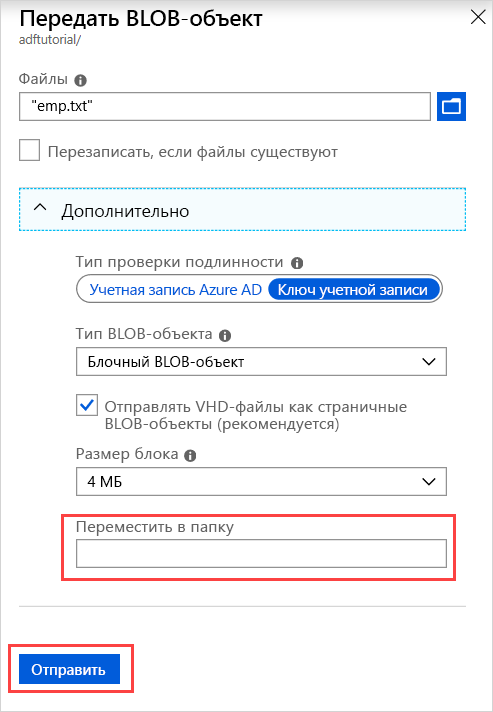 Передать BLOB-объект
adftutorial/
Файлы
"emp.txt"
Перезаписать, если файлы существуют
Дополнительно
Тип проверки подлинности
Учетная запись Azure AD Ключ учетной записи
Тип BLOB-объекта
Блочный BLOB-объект
Отправлять VHD-файлы как страничные
BLOB-объекты (рекомендуется)
Размер блока
4 МБ
Переместить в папку
Отправить